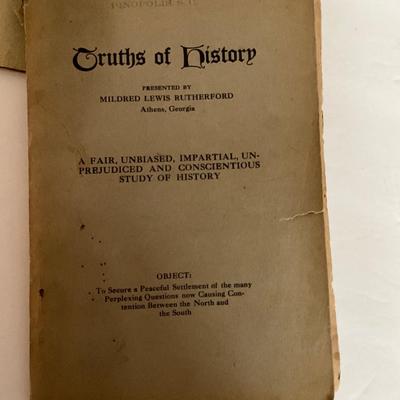 PINOPOLIS S. C.
Truths of History
PRESENTED BY
MILDRED LEWIS RUTHERFORD
Athens, Georgia
A FAIR, UNBIASED, IMPARTIAL, UN-
PREJUDICED AND CONSCIENTIOUS
STUDY OF HISTORY
OBJECT:
To Secure a Peaceful Settlement of the many
Perplexing Questions now Causing Con-
tention Between the North and
the South